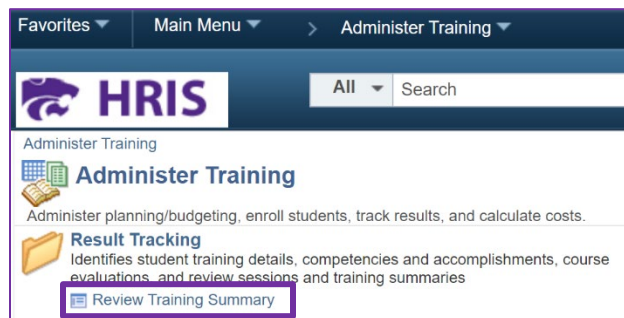 Favorites Main Menu > Administer Training
HRIS All Search
Administer Training
Administer Training
Administer planning/budgeting, enroll students, track results, and calculate costs.
Result Tracking
Identifies student training details, competencies and accomplishments, course
evaluations, and review sessions and training summaries
Review Training Summary